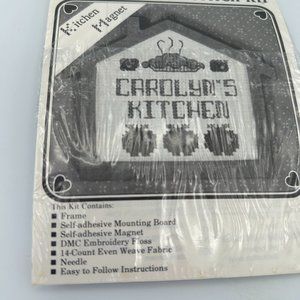 Kit
Kitchen
Magnet
CAROLYN'S
KITCHEN
This Kit Contains:
■ Frame
■ Self-adhesive Mounting Board
■ Self-adhesive Magnet
■ DMC Embroidery Floss
■ 14-Count Even Weave Fabric
■ Needle
■ Easy to Follow Instructions